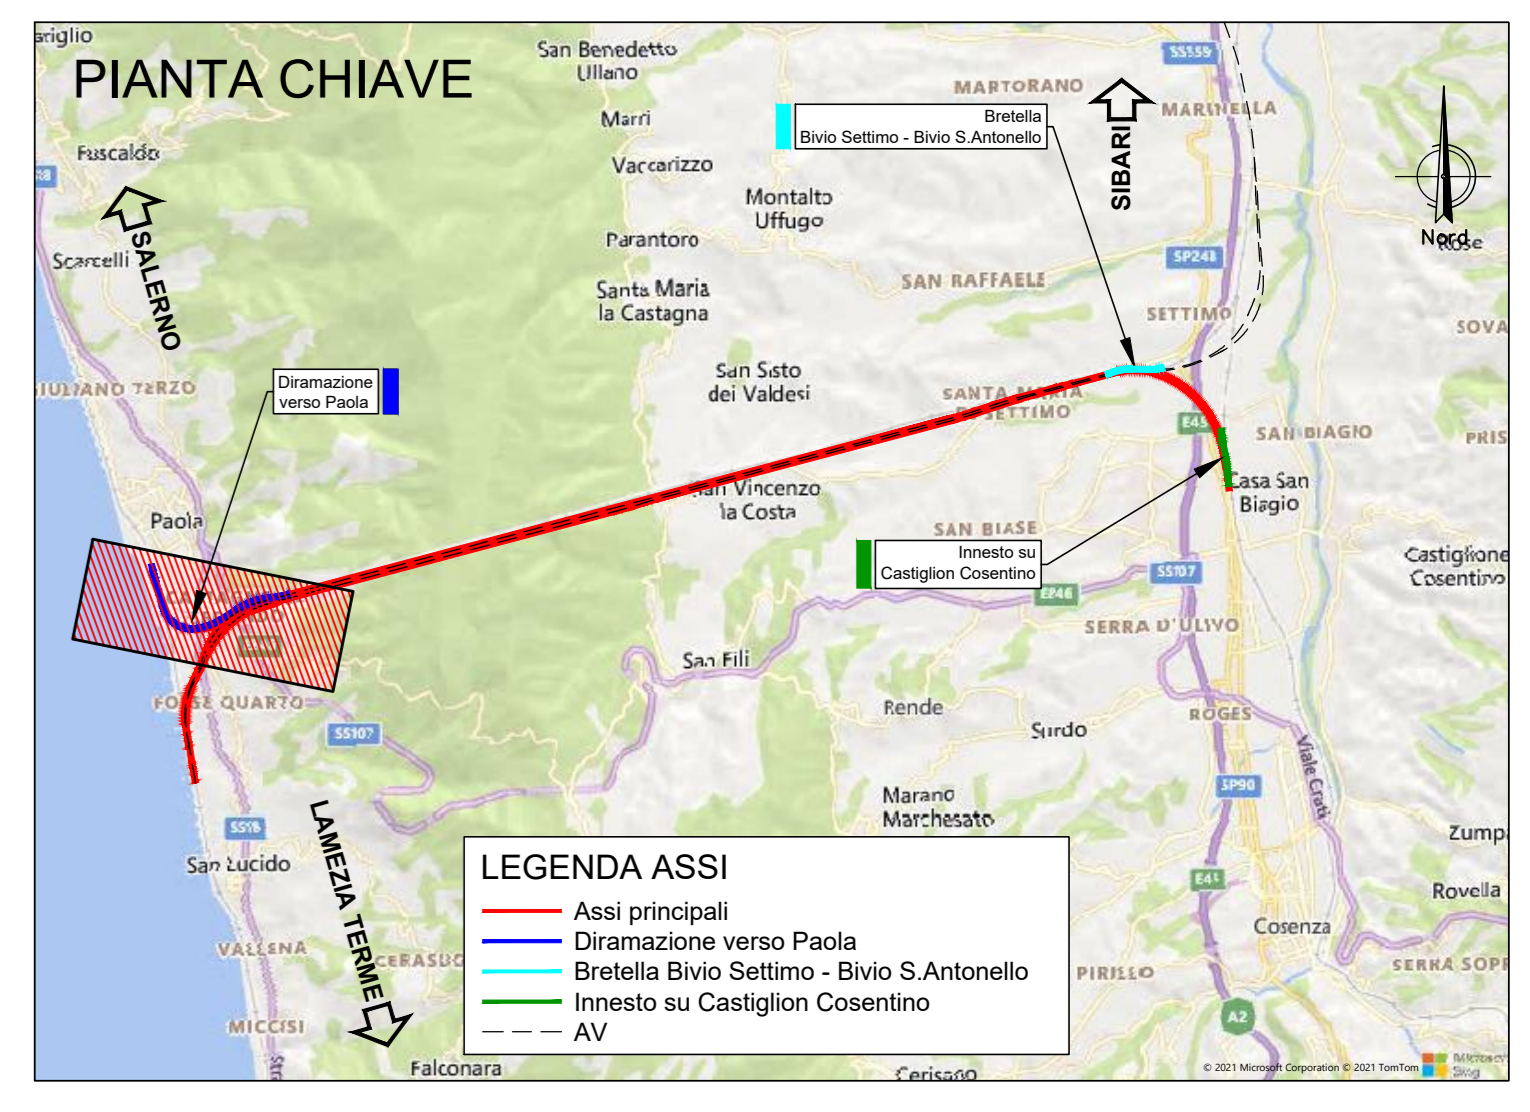 PIANTA CHIAVE
San Benedetto
Ullano
SS559
MARTORANO
MARINELLA
Bretella
Bivio Settimo - Bivio S.Antonello
Marri
SIBARI
Fuscaldo
Vaccarizzo
Montalto
Uffugo
Nord
Rose
Parantoro
SALERNO
Scarcelli
SP248
SAN RAFFAELE
Santa Maria
la Castagna
SETTIMO
San Sisto
dei Valdesi
Diramazione
verso Paola
SANTA MARIA
SETTIMO
SAN BIAGIO
San Vincenzo
la Costa
Casa San
Biagio
Paola
SAN BIASE
Innesto su
Castiglion Cosentino
Castiglione
Cosentino
SS107
E846
SERRA D'ULIVO
San Fili
FOSSE QUARTO
Rende
ROGES
SS107
Surdo
Viale Crati
SP90
Marano
Marchesato
SS18
San Lucido
LAMEZIA TERME
LEGENDA ASSI
Assi principali
Diramazione verso Paola
Bretella Bivio Settimo - Bivio S.Antonello
Innesto su Castiglion Cosentino
AV
Rovella
Cosenza
VALLENA
PIRILLO
MICCISI
A2
Falconara
Cerisano
© 2021 Microsoft Corporation © 2021 TomTom